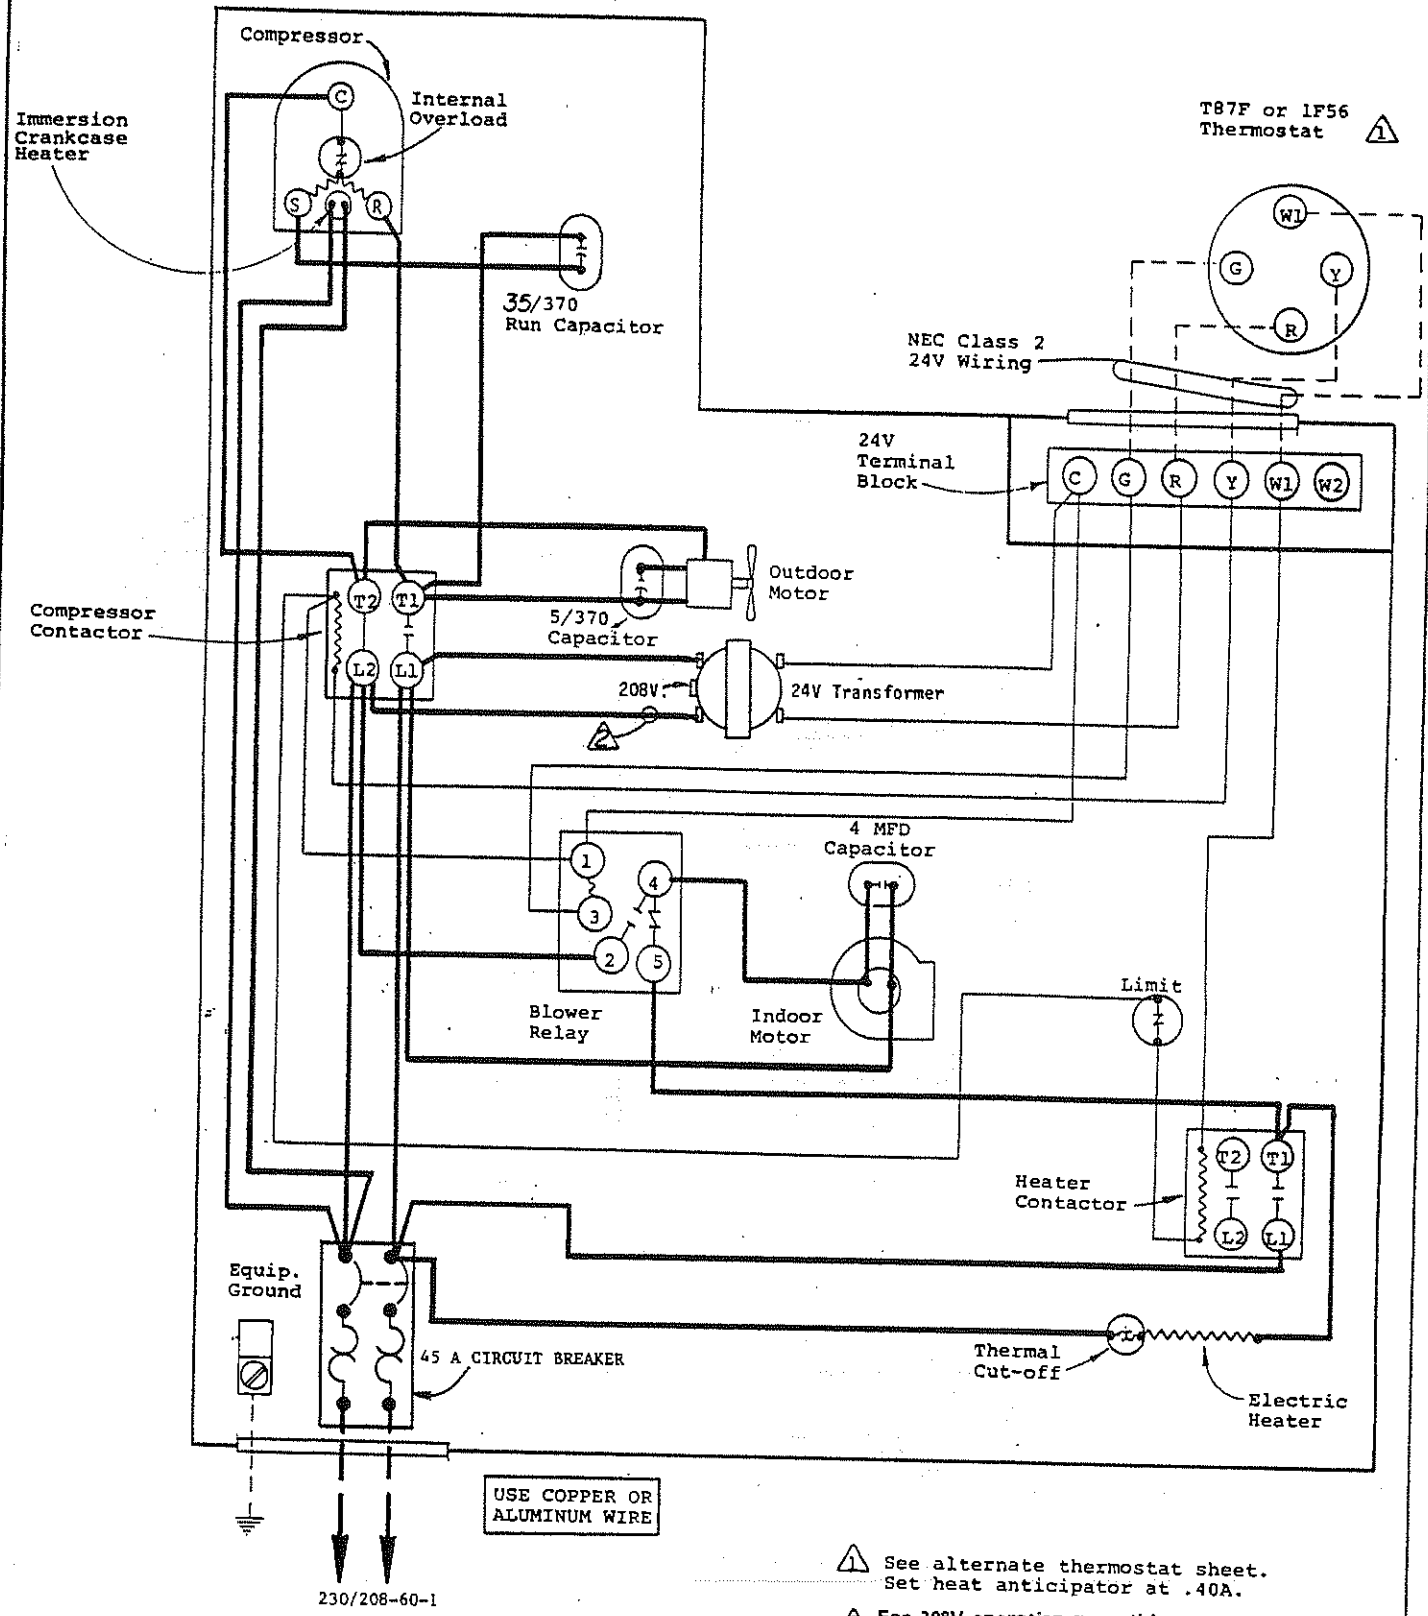 Compressor
C
Internal
Overload
Immersion
Crankcase
Heater
S
R
35/370
Run Capacitor
T87F or 1F56
Thermostat
1
W1
G
Y
R
NEC Class 2
24V Wiring
24V
Terminal
Block
C
G
R
Y
W1
W2
Outdoor
Motor
T2
T1
Compressor
Contactor
5/370
Capacitor
L2
L1
208V.
24V Transformer
2
4 MFD
Capacitor
1
4
3
2
5
Limit
Blower
Relay
Indoor
Motor
T2
T1
Heater
Contactor
L2
L1
Equip.
Ground
45 A CIRCUIT BREAKER
Thermal
Cut-off
Electric
Heater
USE COPPER OR
ALUMINUM WIRE
1 See alternate thermostat sheet.
Set heat anticipator at .40A.
230/208-60-1
For 208V operation